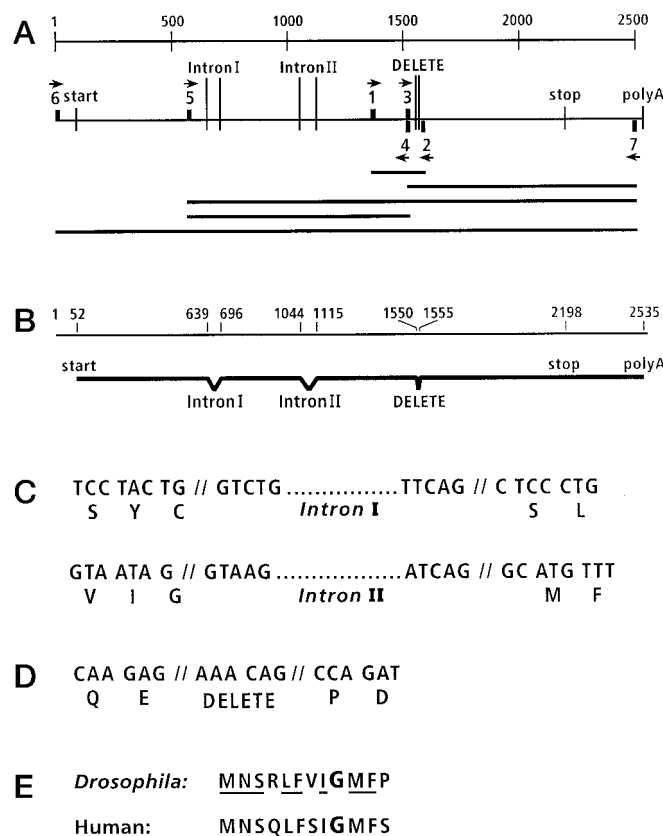 A
1 500 1000 1500 2000 2500
Intron I Intron II DELETE
6 start 5 1 3 stop polyA
4 2 7
B
1 52 639 696 1044 1115 1550 1555 2198 2535
start stop polyA
Intron I Intron II DELETE
C
TCC TAC TG // GTCTG................TTCAG // C TCC CTG
S Y C Intron I S L
GTA ATA G // GTAAG...................ATCAG // GC ATG TTT
V I G Intron II M F
D
CAA GAG // AAA CAG // CCA GAT
Q E DELETE P D
E
Drosophila: MNSRLFVIGMFP
Human: MNSQLFSIGMFS